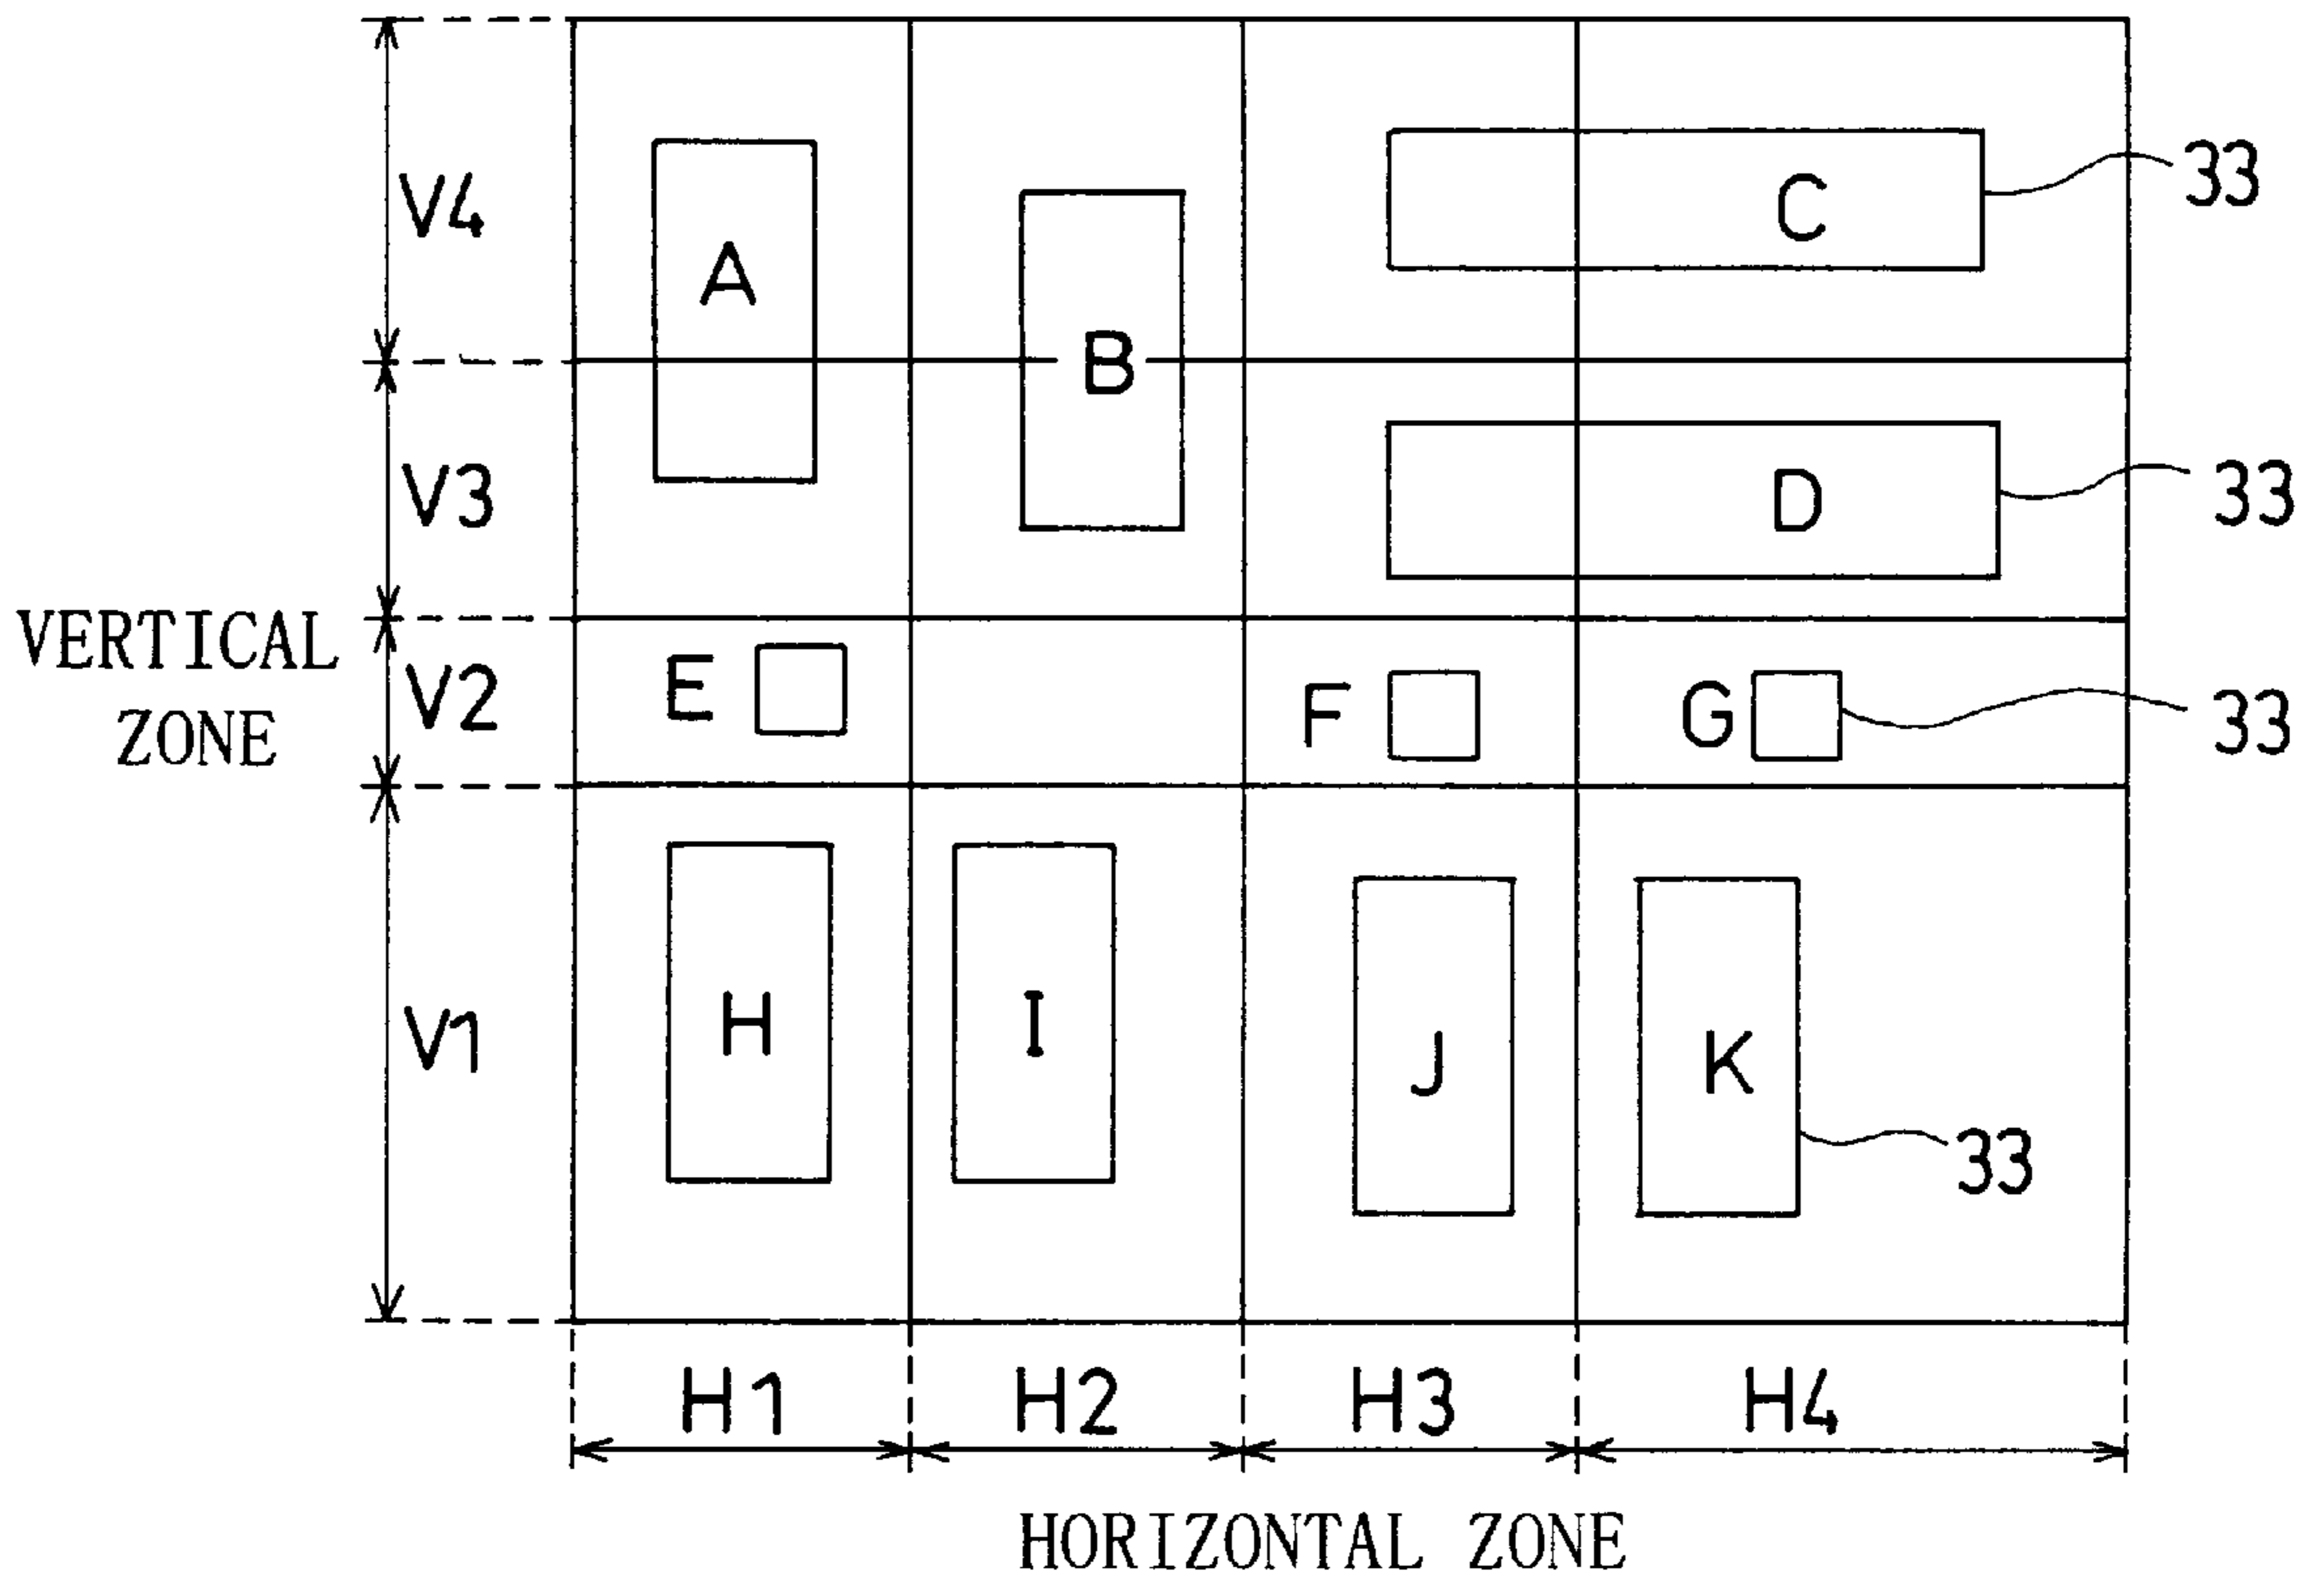 V4
A
B
C
33
V3
D
33
VERTICAL
ZONE
V2
E
F
G
33
V1
H
I
J
K
33
H1
H2
H3
H4
HORIZONTAL ZONE